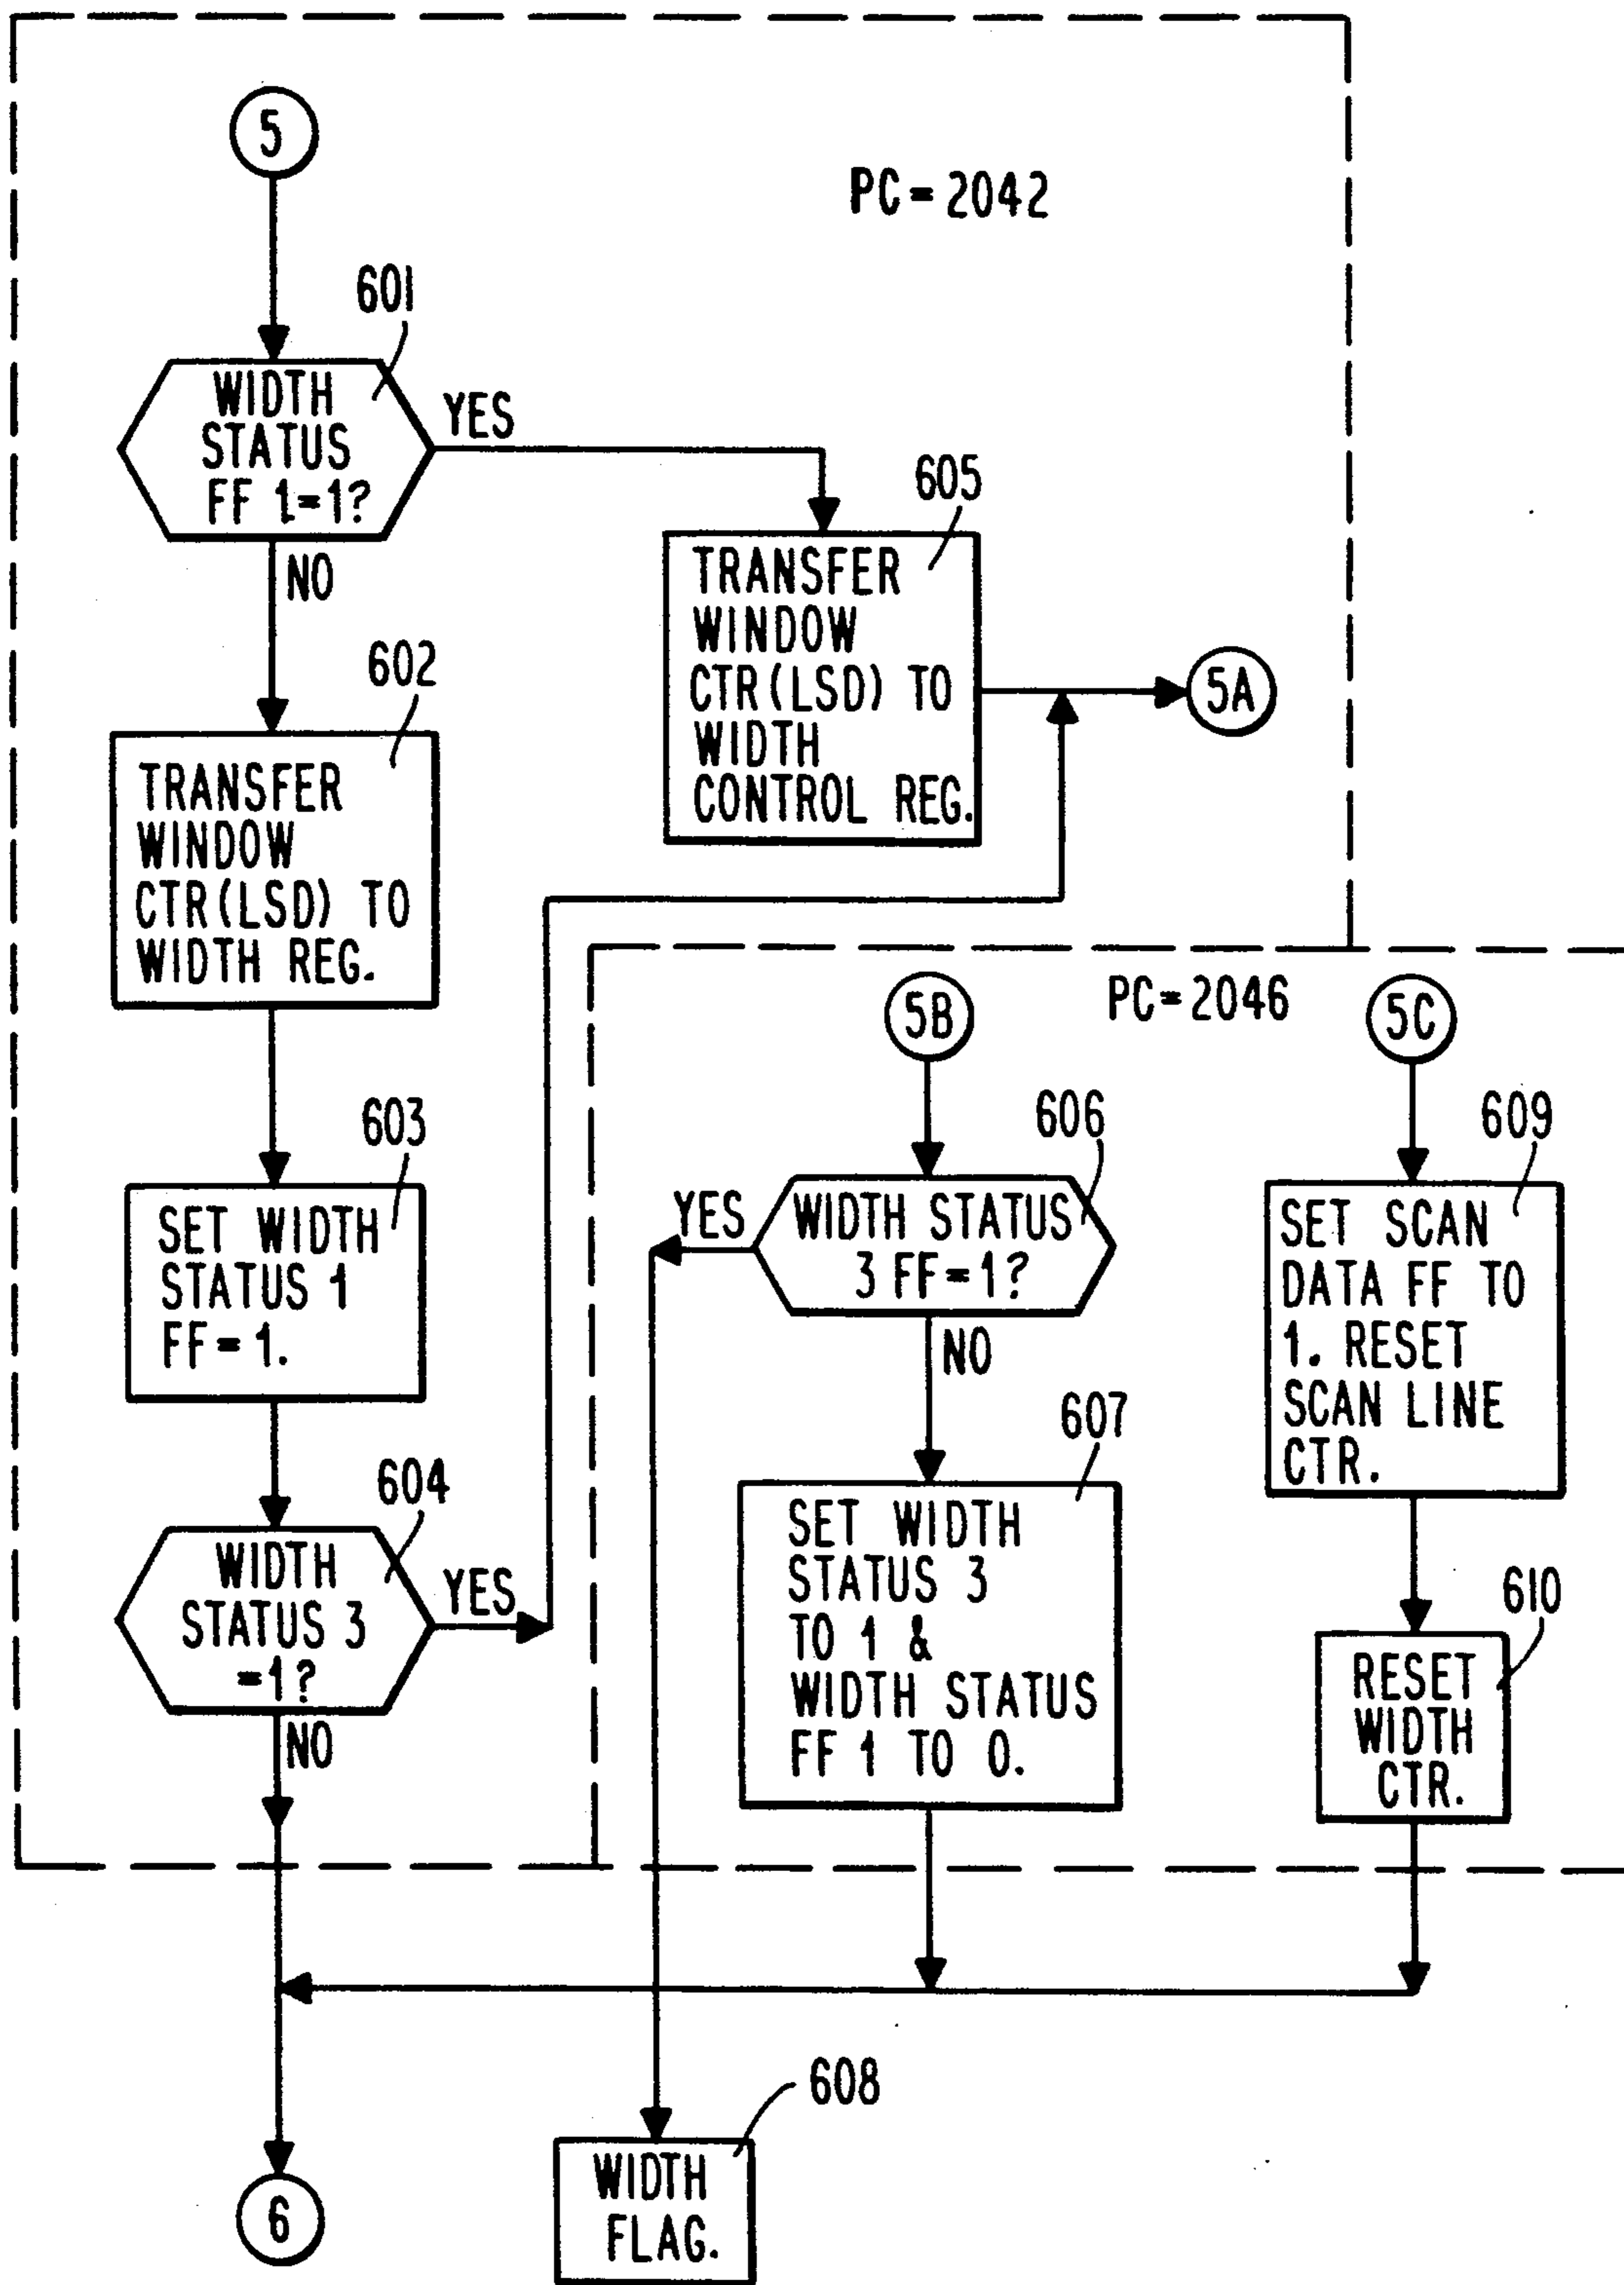 5
PC=2042
601
WIDTH
STATUS
FF 1=1?
YES
NO
605
TRANSFER
WINDOW
CTR(LSD) TO
WIDTH
CONTROL REG.
5A
602
TRANSFER
WINDOW
CTR(LSD) TO
WIDTH REG.
603
SET WIDTH
STATUS 1
FF=1.
604
WIDTH
STATUS 3
=1?
YES
NO
PC=2046
5B
606
WIDTH STATUS
3 FF=1?
YES
NO
607
SET WIDTH
STATUS 3
TO 1 &
WIDTH STATUS
FF 1 TO 0.
5C
609
SET SCAN
DATA FF TO
1. RESET
SCAN LINE
CTR.
610
RESET
WIDTH
CTR.
608
WIDTH
FLAG.
6